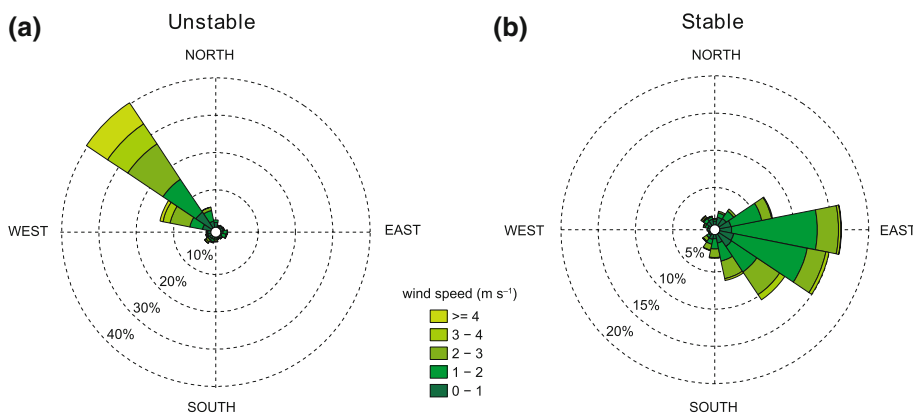 (a)
Unstable
NORTH
WEST
EAST
SOUTH
10%
20%
30%
40%
wind speed (m s⁻¹)
>= 4
3 − 4
2 − 3
1 − 2
0 − 1
(b)
Stable
NORTH
WEST
EAST
SOUTH
5%
10%
15%
20%